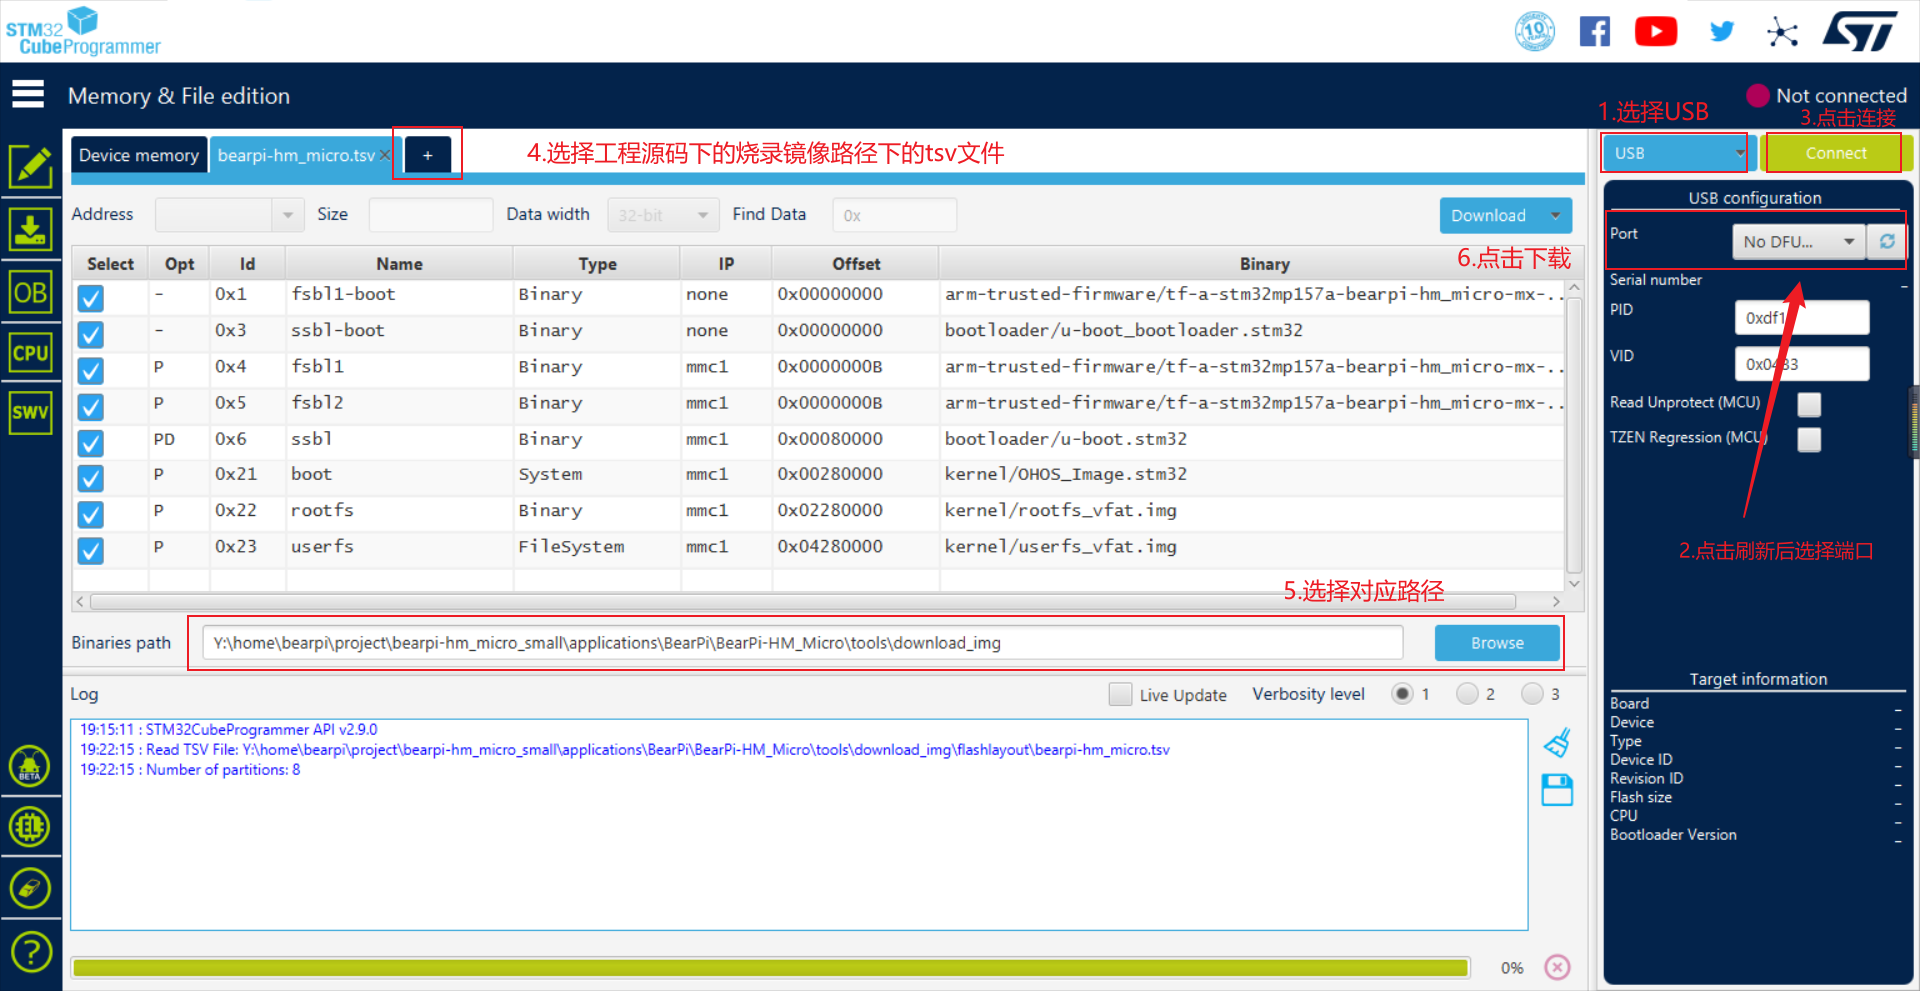 STM32
CubeProgrammer
10
ST
Memory & File edition
Not connected
1.选择USB
3.点击连接
Device memory
bearpi-hm_micro.tsv
+
4.选择工程源码下的烧录镜像路径下的tsv文件
USB
Connect
Address
Size
Data width
32-bit
Find Data
0x
Download
6.点击下载
Select Opt Id Name Type IP Offset Binary
- 0x1 fsbl1-boot Binary none 0x00000000 arm-trusted-firmware/tf-a-stm32mp157a-bearpi-hm_micro-mx-..
- 0x3 ssbl-boot Binary none 0x00000000 bootloader/u-boot_bootloader.stm32
P 0x4 fsbl1 Binary mmc1 0x0000000B arm-trusted-firmware/tf-a-stm32mp157a-bearpi-hm_micro-mx-..
P 0x5 fsbl2 Binary mmc1 0x0000000B arm-trusted-firmware/tf-a-stm32mp157a-bearpi-hm_micro-mx-..
PD 0x6 ssbl Binary mmc1 0x00080000 bootloader/u-boot.stm32
P 0x21 boot System mmc1 0x00280000 kernel/OHOS_Image.stm32
P 0x22 rootfs Binary mmc1 0x02280000 kernel/rootfs_vfat.img
P 0x23 userfs FileSystem mmc1 0x04280000 kernel/userfs_vfat.img
5.选择对应路径
Binaries path
Y:\home\bearpi\project\bearpi-hm_micro_small\applications\BearPi\BearPi-HM_Micro\tools\download_img
Browse
Log
Live Update
Verbosity level
1
2
3
19:15:11 : STM32CubeProgrammer API v2.9.0
19:22:15 : Read TSV File: Y:\home\bearpi\project\bearpi-hm_micro_small\applications\BearPi\BearPi-HM_Micro\tools\download_img\flashlayout\bearpi-hm_micro.tsv
19:22:15 : Number of partitions: 8
0%
OB
CPU
SWV
BETA
EL
?
USB configuration
Port
No DFU...
Serial number
-
PID
0xdf1
VID
Read Unprotect (MCU)
TZEN Regression (MCU)
2.点击刷新后选择端口
Target information
Board -
Device -
Type -
Device ID -
Revision ID -
Flash size -
CPU -
Bootloader Version -